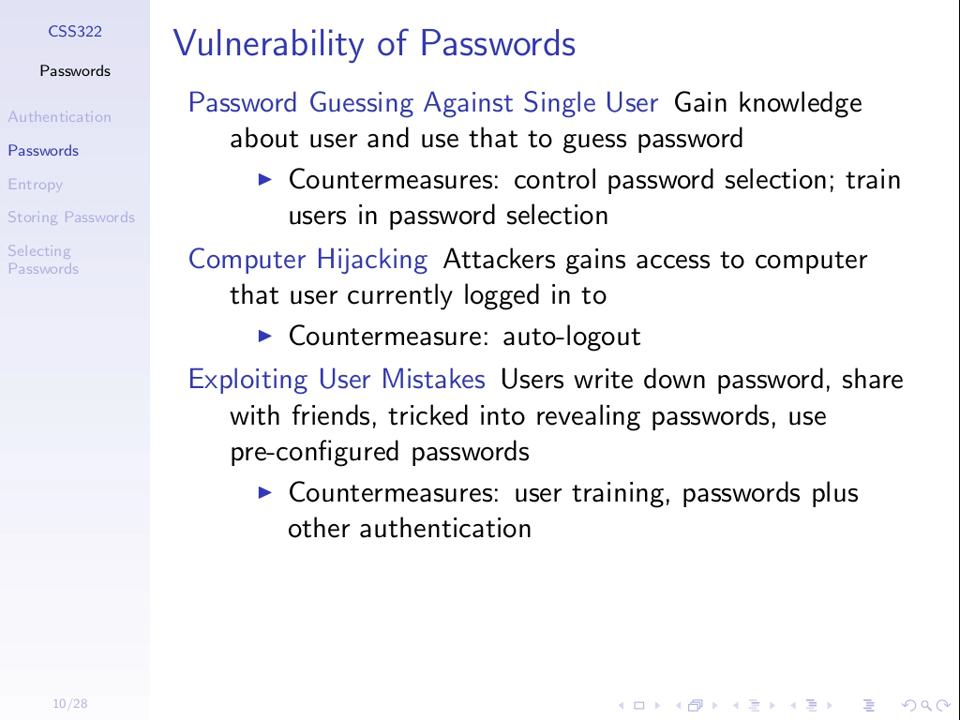 CSS322
Passwords
Authentication
Passwords
Entropy
Storing Passwords
Selecting
Passwords
Vulnerability of Passwords
Password Guessing Against Single User Gain knowledge
about user and use that to guess password
Countermeasures: control password selection; train
users in password selection
Computer Hijacking Attackers gains access to computer
that user currently logged in to
Countermeasure: auto-logout
Exploiting User Mistakes Users write down password, share
with friends, tricked into revealing passwords, use
pre-configured passwords
Countermeasures: user training, passwords plus
other authentication
10/28